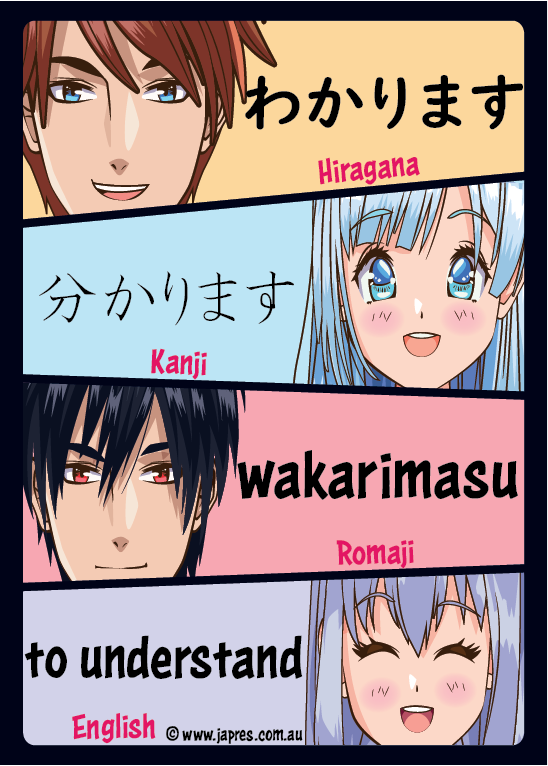 わかります
Hiragana
分かります
Kanji
wakarimasu
Romaji
to understand
English © www.japres.com.au